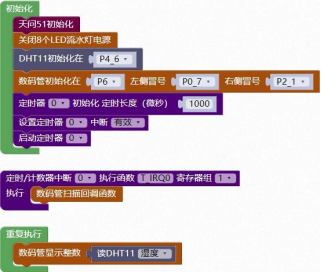 初始化
天问51初始化
关闭8个LED流水灯电源
DHT11初始化在 P4_6
数码管初始化在 P6 左侧冒号 P0_7 右侧冒号 P2_1
定时器 0 初始化 定时长度（微秒） 1000
设置定时器 0 中断 有效
启动定时器 0
定时/计数器中断 0 执行函数 T_IRQ0 寄存器组 1
执行 数码管扫描回调函数
重复执行
数码管显示整数 读DHT11 湿度